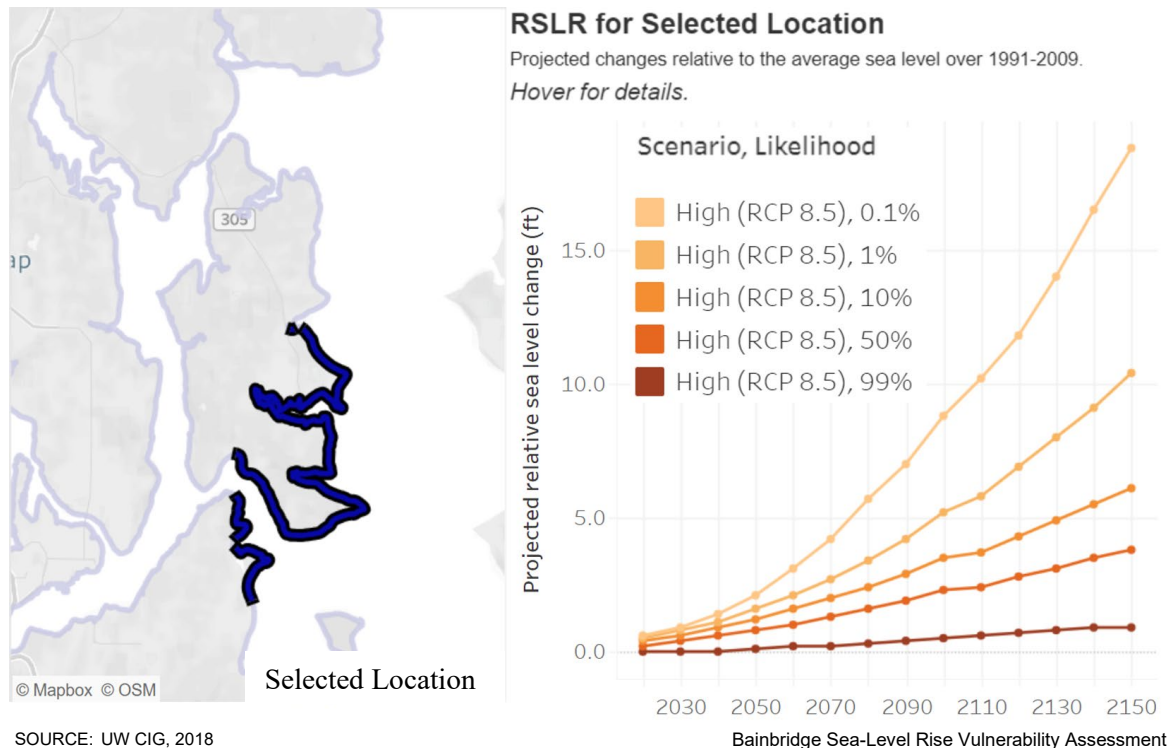 RSLR for Selected Location
Projected changes relative to the average sea level over 1991-2009.
Hover for details.
305
ap
© Mapbox © OSM
Selected Location
Scenario, Likelihood
High (RCP 8.5), 0.1%
High (RCP 8.5), 1%
High (RCP 8.5), 10%
High (RCP 8.5), 50%
High (RCP 8.5), 99%
Projected relative sea level change (ft)
15.0
10.0
5.0
0.0
2030 2050 2070 2090 2110 2130 2150
SOURCE: UW CIG, 2018
Bainbridge Sea-Level Rise Vulnerability Assessment